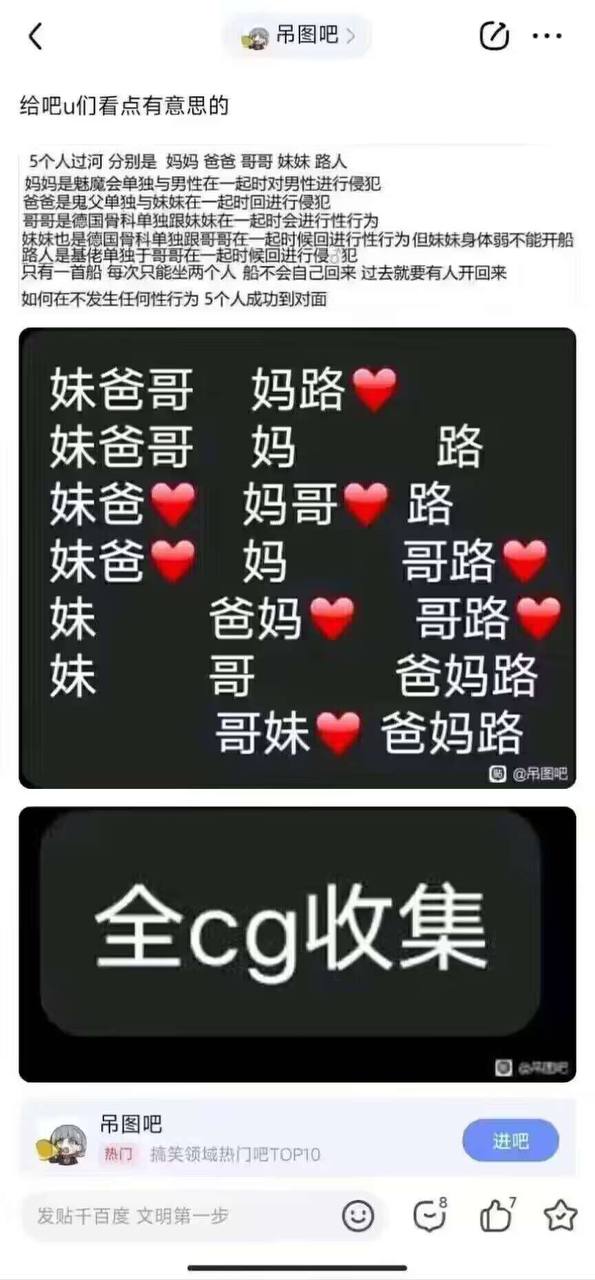 吊图吧
给吧u们看点有意思的
5个人过河 分别是 妈妈 爸爸 哥哥 妹妹 路人
妈妈是魅魔会单独与男性在一起时对男性进行侵犯
爸爸是鬼父单独与妹妹在一起时回进行侵犯
哥哥是德国骨科单独跟妹妹在一起时会进行性行为
妹妹也是德国骨科单独跟哥哥在一起时候回进行性行为但妹妹身体弱不能开船
路人是基佬单独于哥哥在一起时候回进行侵犯
只有一首船 每次只能坐两个人 船不会自己回来 过去就要有人开回来
如何在不发生任何性行为 5个人成功到对面
妹爸哥 妈路❤️
妹爸哥 妈 路
妹爸❤️ 妈哥❤️ 路
妹爸❤️ 妈 哥路❤️
妹 爸妈❤️ 哥路❤️
妹 哥 爸妈路
哥妹❤️ 爸妈路
贴 @吊图吧
全cg收集
@吊图吧
吊图吧
热门 搞笑领域热门吧TOP10
进吧
发贴千百度 文明第一步
8
7